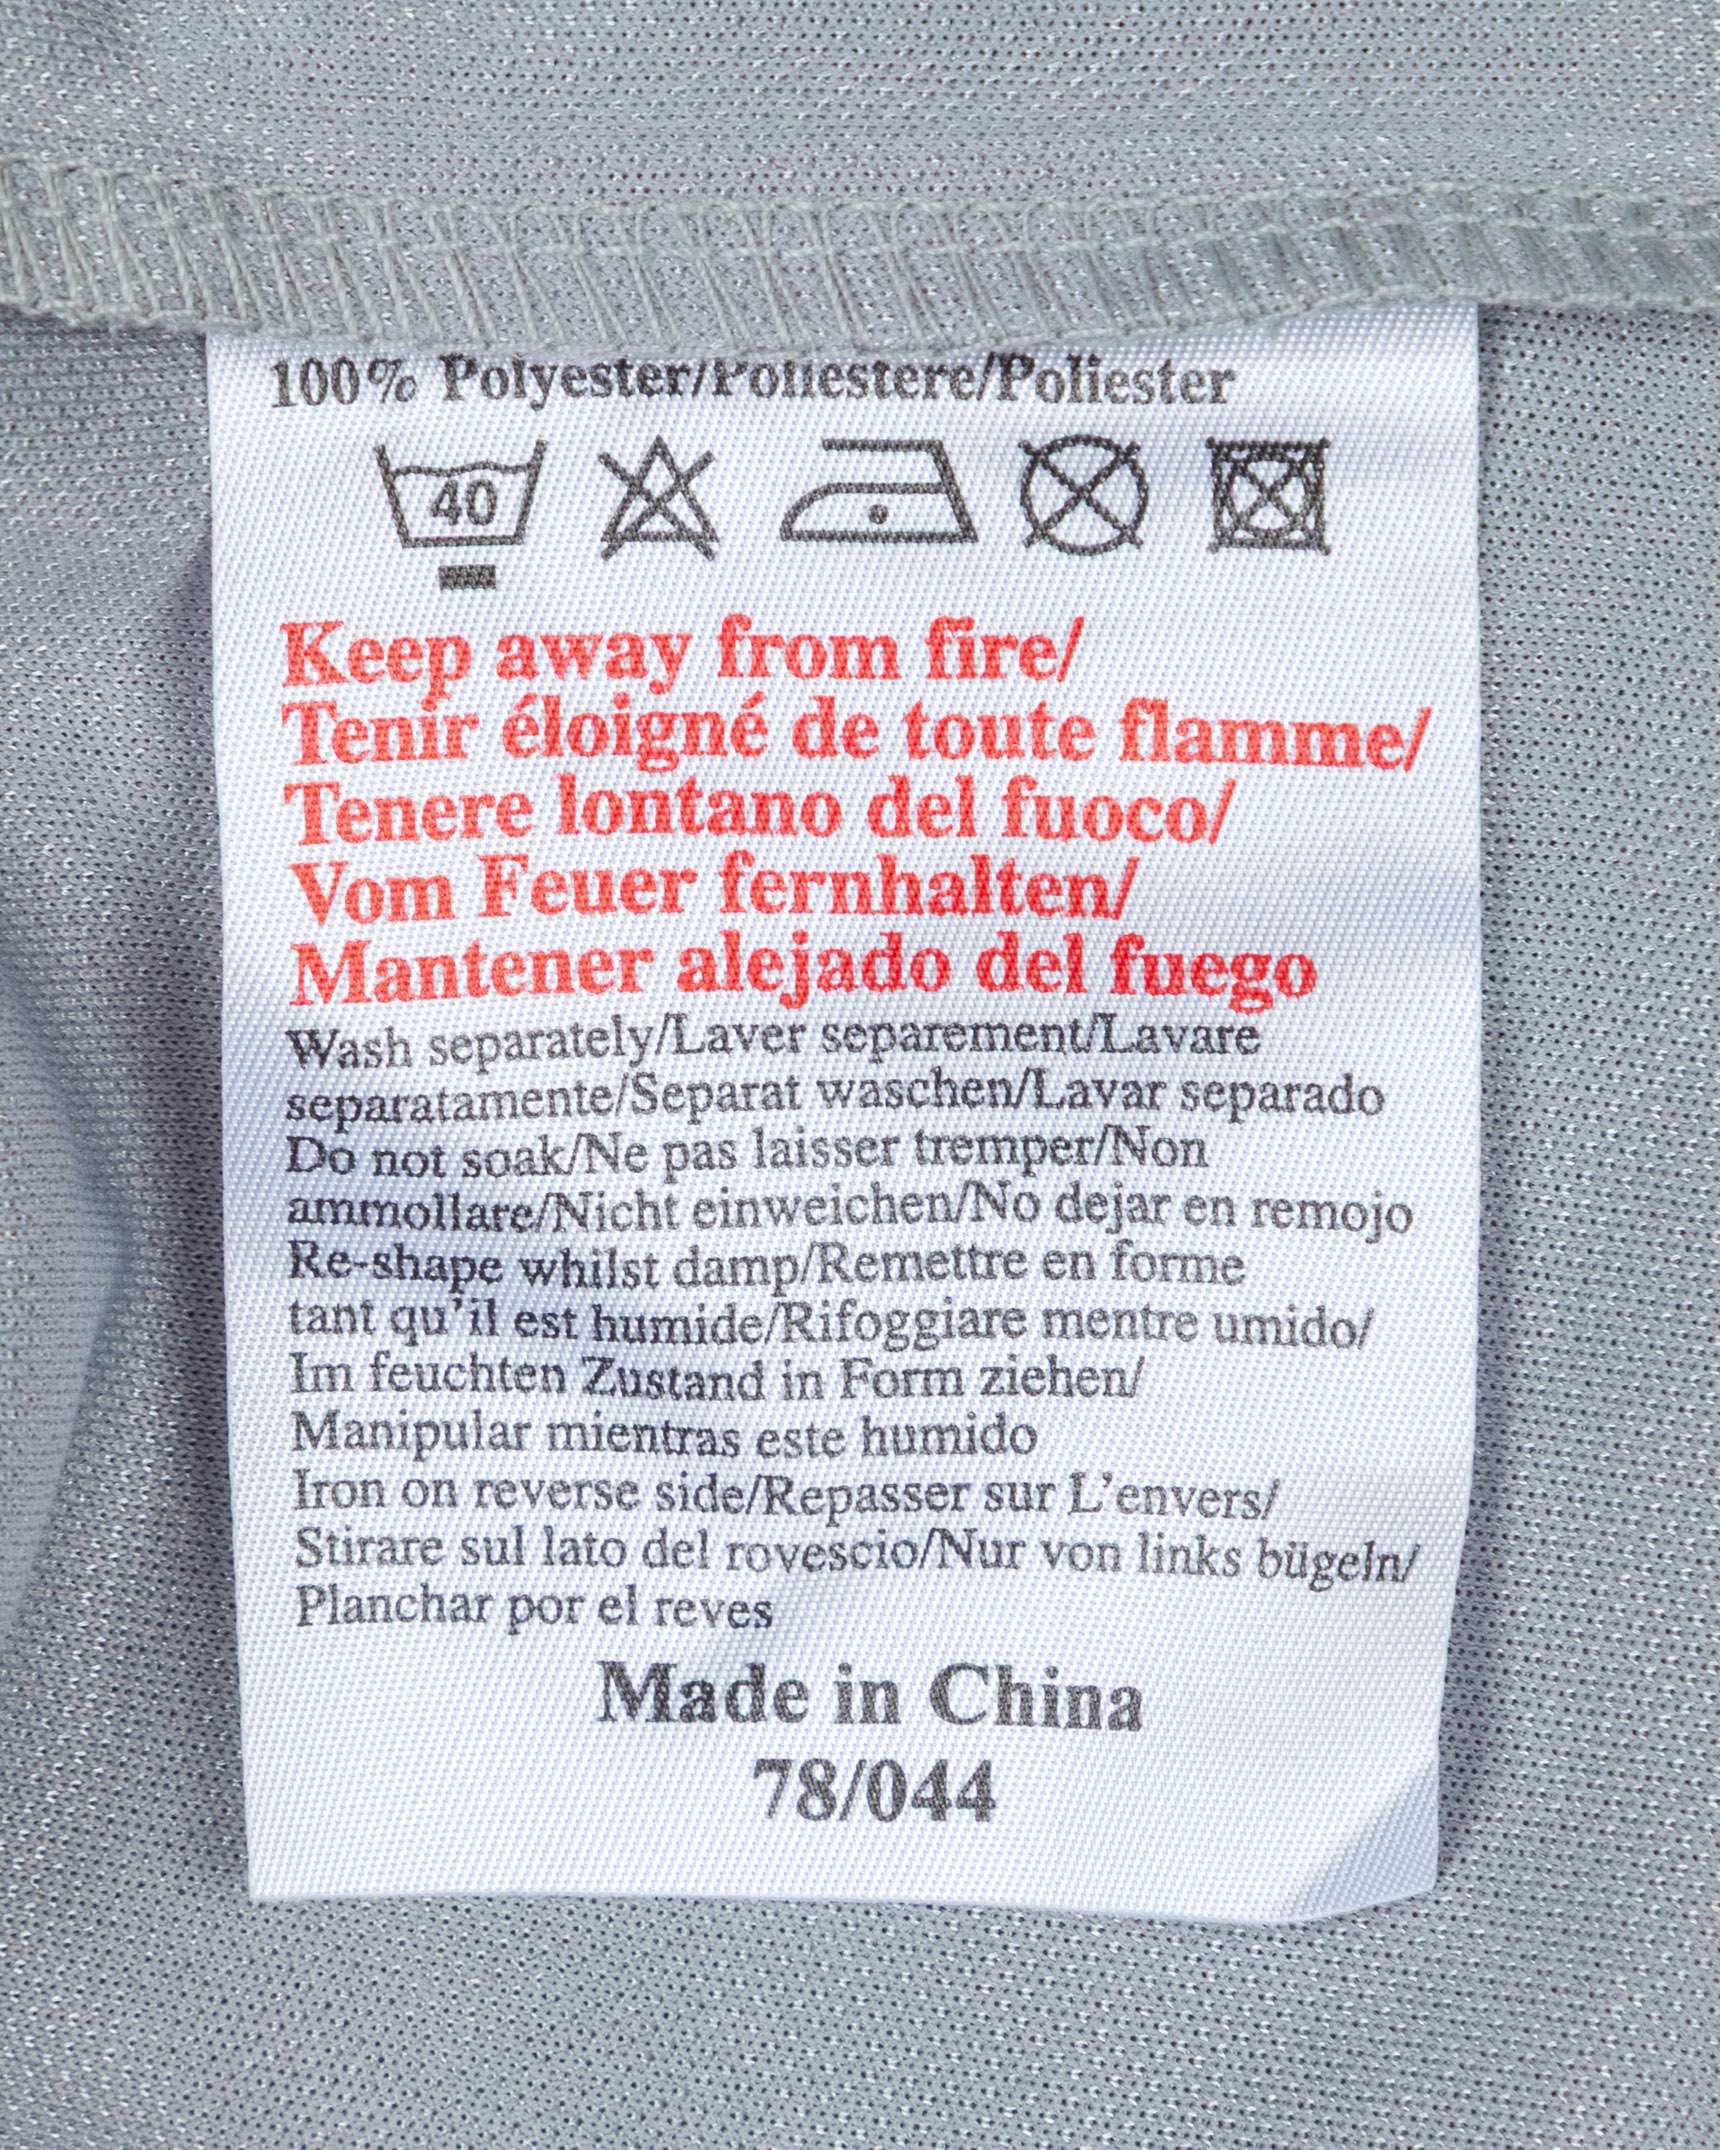 100% Polyester/Poliestere/Poliester
40
Keep away from fire/
Tenir éloigné de toute flamme/
Tenere lontano del fuoco/
Vom Feuer fernhalten/
Mantener alejado del fuego
Wash separately/Laver separement/Lavare
separatamente/Separat waschen/Lavar separado
Do not soak/Ne pas laisser tremper/Non
ammollare/Nicht einweichen/No dejar en remojo
Re-shape whilst damp/Remettre en forme
tant qu'il est humide/Rifoggiare mentre umido/
Im feuchten Zustand in Form ziehen/
Manipular mientras este humido
Iron on reverse side/Repasser sur L'envers/
Stirare sul lato del rovescio/Nur von links bügeln/
Planchar por el reves
Made in China
78/044